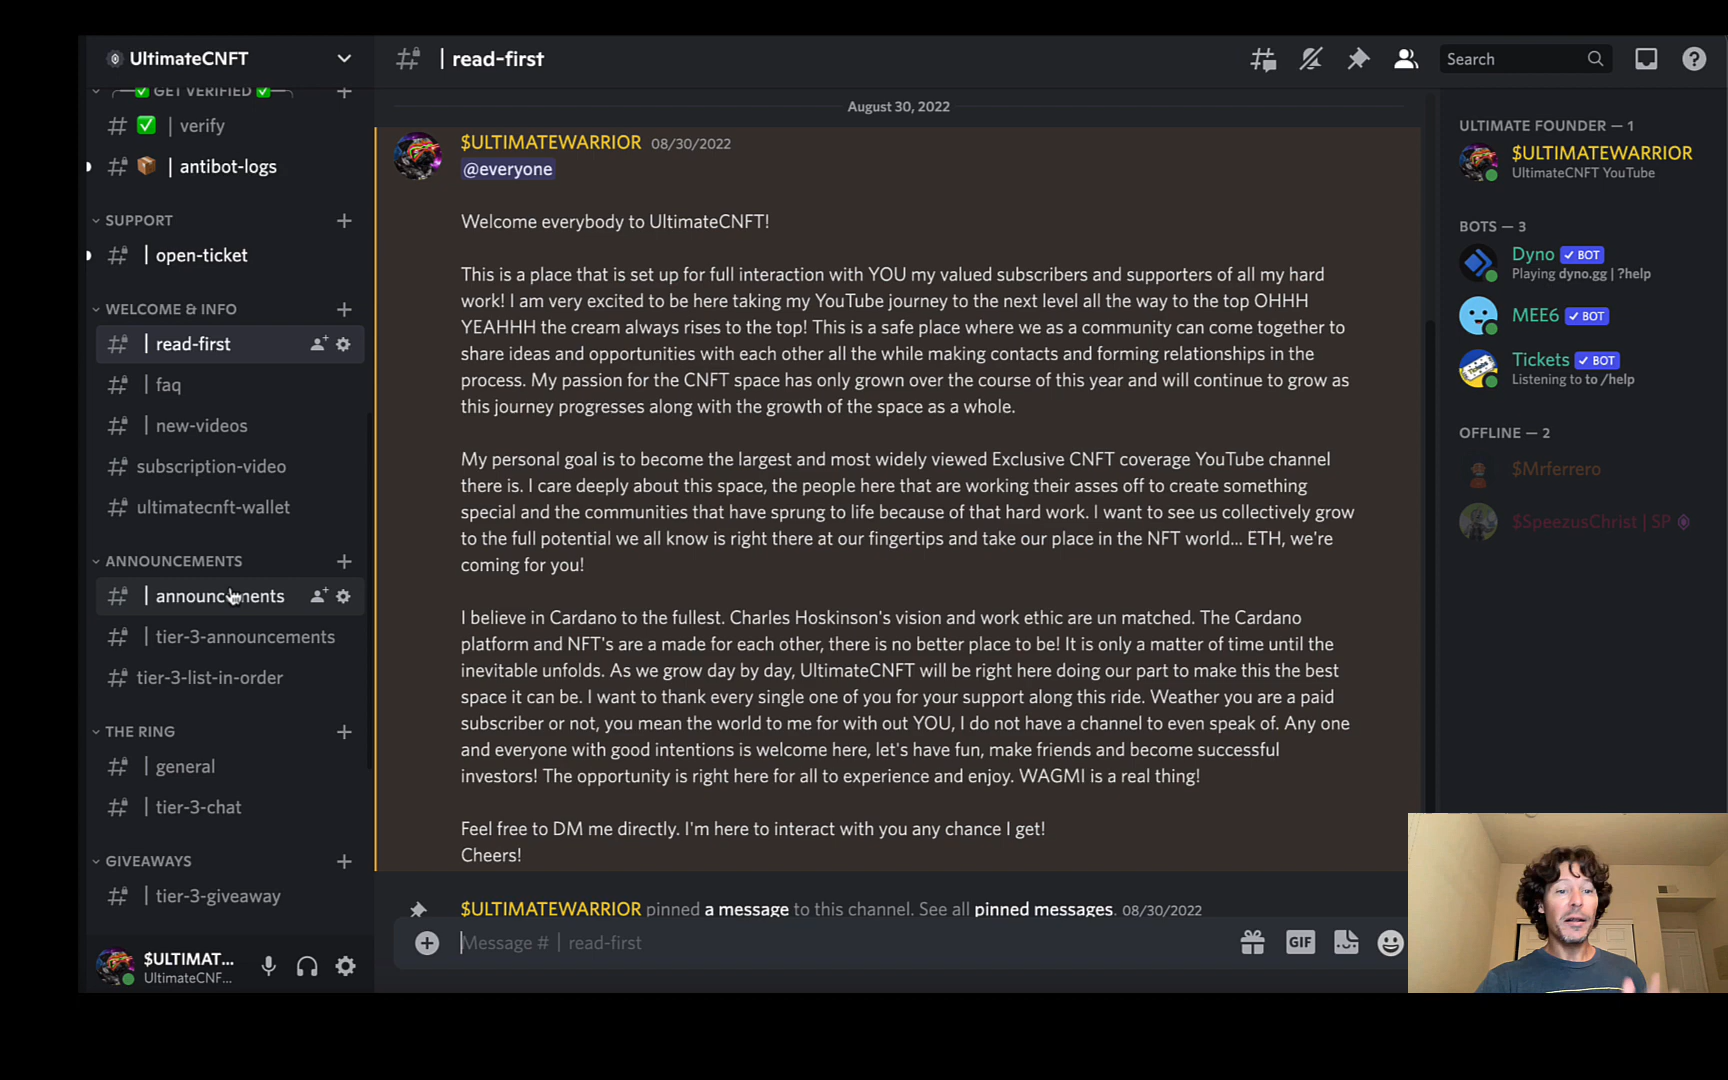 UltimateCNFT
GET VERIFIED
| verify
| antibot-logs
SUPPORT
| open-ticket
WELCOME & INFO
| read-first
| faq
| new-videos
subscription-video
ultimatecnft-wallet
ANNOUNCEMENTS
| announcements
| tier-3-announcements
tier-3-list-in-order
THE RING
| general
| tier-3-chat
GIVEAWAYS
| tier-3-giveaway
$ULTIMAT...
UltimateCNF...
| read-first
Search
August 30, 2022
$ULTIMATEWARRIOR 08/30/2022
@everyone
Welcome everybody to UltimateCNFT!
This is a place that is set up for full interaction with YOU my valued subscribers and supporters of all my hard
work! I am very excited to be here taking my YouTube journey to the next level all the way to the top OHHH
YEAHHH the cream always rises to the top! This is a safe place where we as a community can come together to
share ideas and opportunities with each other all the while making contacts and forming relationships in the
process. My passion for the CNFT space has only grown over the course of this year and will continue to grow as
this journey progresses along with the growth of the space as a whole.
My personal goal is to become the largest and most widely viewed Exclusive CNFT coverage YouTube channel
there is. I care deeply about this space, the people here that are working their asses off to create something
special and the communities that have sprung to life because of that hard work. I want to see us collectively grow
to the full potential we all know is right there at our fingertips and take our place in the NFT world... ETH, we're
coming for you!
I believe in Cardano to the fullest. Charles Hoskinson's vision and work ethic are un matched. The Cardano
platform and NFT's are a made for each other, there is no better place to be! It is only a matter of time until the
inevitable unfolds. As we grow day by day, UltimateCNFT will be right here doing our part to make this the best
space it can be. I want to thank every single one of you for your support along this ride. Weather you are a paid
subscriber or not, you mean the world to me for with out YOU, I do not have a channel to even speak of. Any one
and everyone with good intentions is welcome here, let's have fun, make friends and become successful
investors! The opportunity is right here for all to experience and enjoy. WAGMI is a real thing!
Feel free to DM me directly. I'm here to interact with you any chance I get!
Cheers!
$ULTIMATEWARRIOR pinned a message to this channel. See all pinned messages. 08/30/2022
Message # | read-first
GIF
ULTIMATE FOUNDER — 1
$ULTIMATEWARRIOR
UltimateCNFT YouTube
BOTS — 3
Dyno BOT
Playing dyno.gg | ?help
MEE6 BOT
Tickets BOT
Listening to to /help
OFFLINE — 2
$Mrferrero
$SpeezusChrist | SP